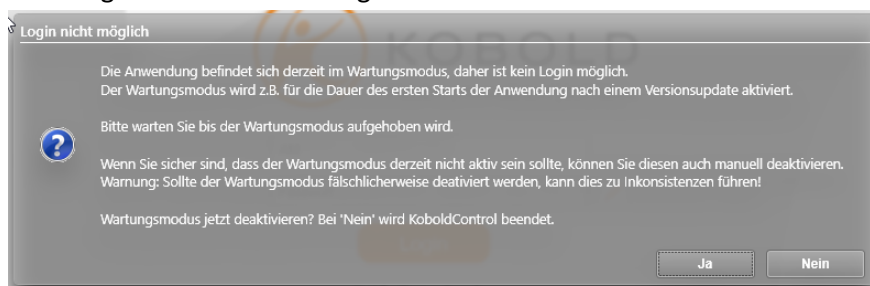 Login nicht möglich
KOBOLD
Die Anwendung befindet sich derzeit im Wartungsmodus, daher ist kein Login möglich.
Der Wartungsmodus wird z.B. für die Dauer des ersten Starts der Anwendung nach einem Versionsupdate aktiviert.
Bitte warten Sie bis der Wartungsmodus aufgehoben wird.
Wenn Sie sicher sind, dass der Wartungsmodus derzeit nicht aktiv sein sollte, können Sie diesen auch manuell deaktivieren.
Warnung: Sollte der Wartungsmodus fälschlicherweise deativiert werden, kann dies zu Inkonsistenzen führen!
Wartungsmodus jetzt deaktivieren? Bei 'Nein' wird KoboldControl beendet.
Login
Ja Nein